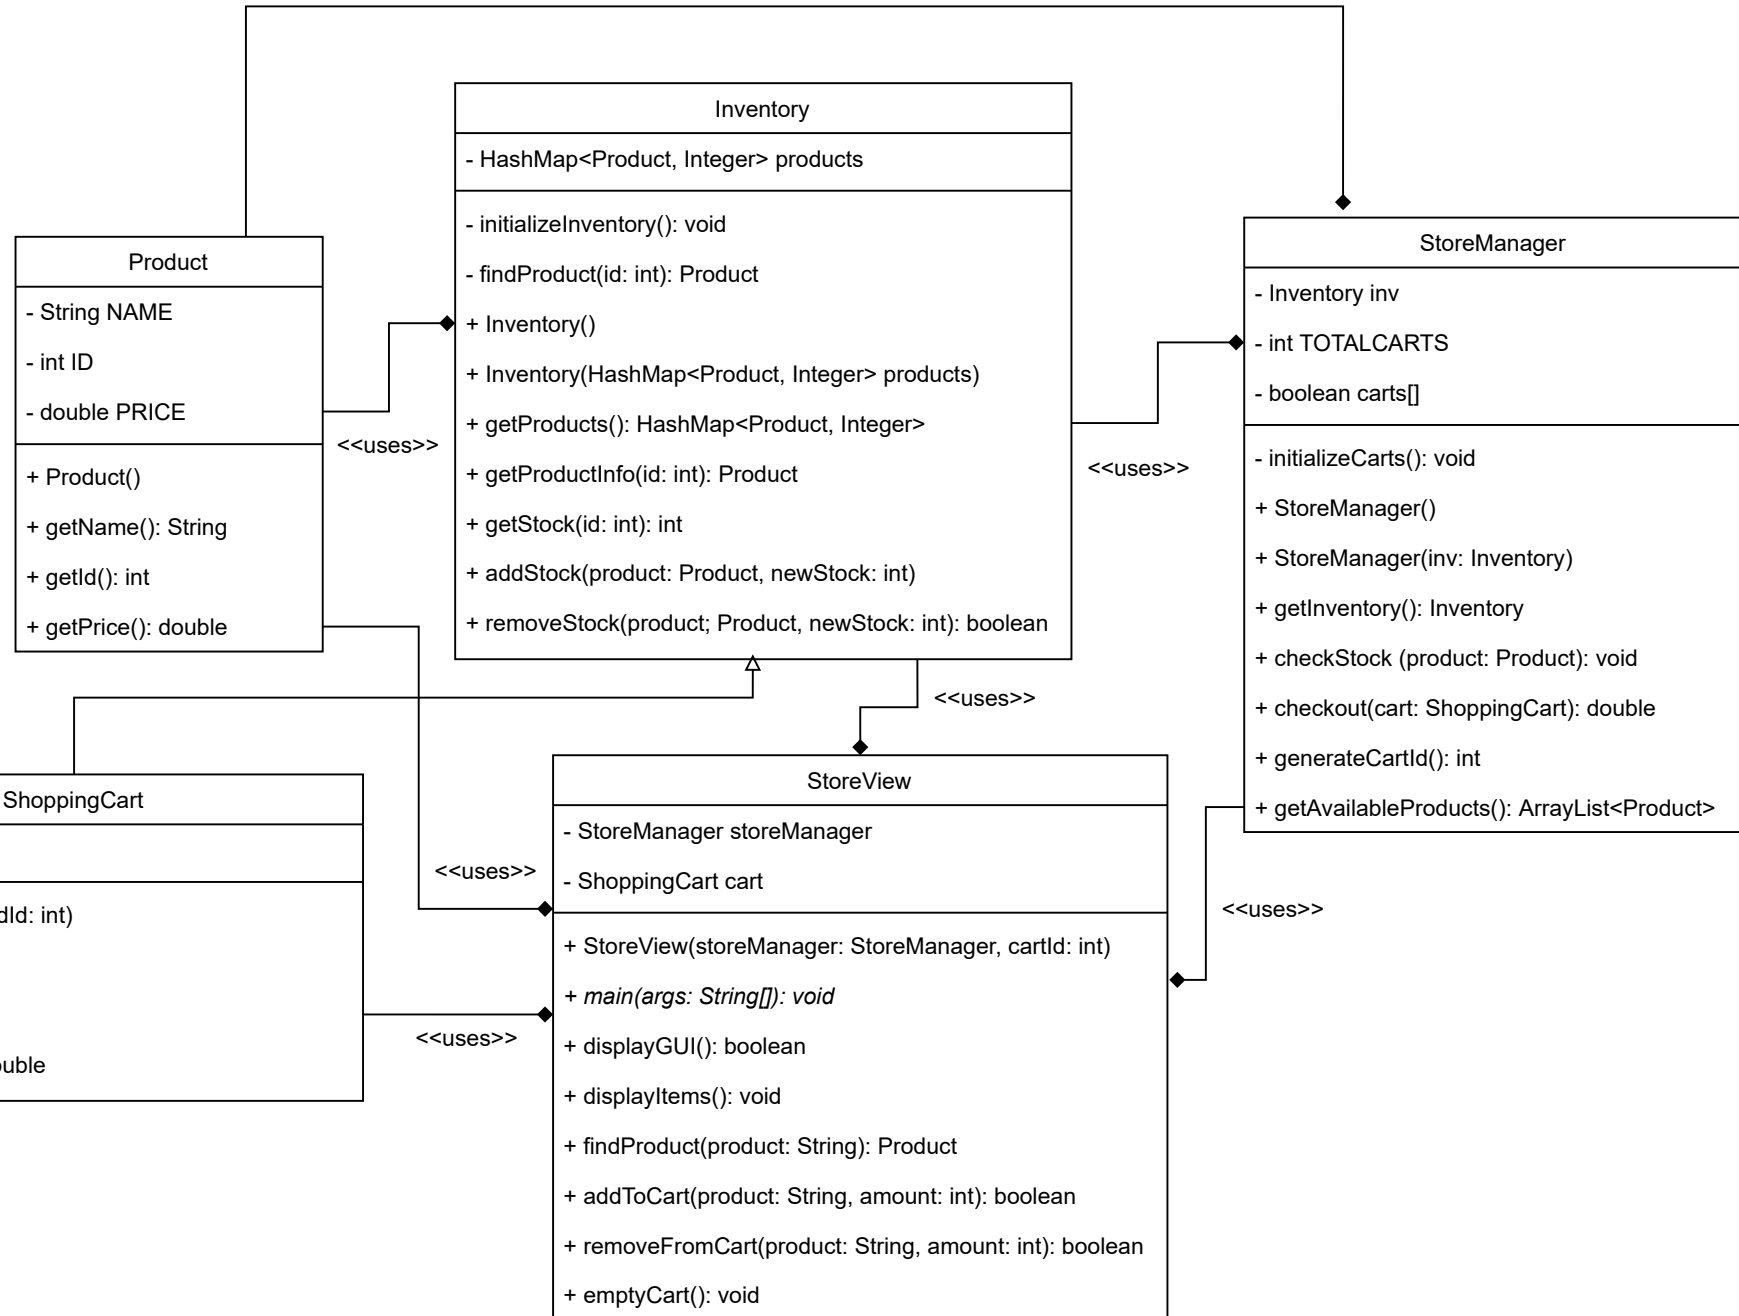 Inventory
- HashMap<Product, Integer> products
- initializeInventory(): void
- findProduct(id: int): Product
+ Inventory()
+ Inventory(HashMap<Product, Integer> products)
+ getProducts(): HashMap<Product, Integer>
+ getProductInfo(id: int): Product
+ getStock(id: int): int
+ addStock(product: Product, newStock: int)
+ removeStock(product; Product, newStock: int): boolean
Product
- String NAME
- int ID
- double PRICE
+ Product()
+ getName(): String
+ getId(): int
+ getPrice(): double
<<uses>>
<<uses>>
StoreManager
- Inventory inv
- int TOTALCARTS
- boolean carts[]
- initializeCarts(): void
+ StoreManager()
+ StoreManager(inv: Inventory)
+ getInventory(): Inventory
+ checkStock (product: Product): void
+ checkout(cart: ShoppingCart): double
+ generateCartId(): int
+ getAvailableProducts(): ArrayList<Product>
<<uses>>
ShoppingCart
dId: int)
ouble
<<uses>>
<<uses>>
<<uses>>
StoreView
- StoreManager storeManager
- ShoppingCart cart
+ StoreView(storeManager: StoreManager, cartId: int)
+ main(args: String[]): void
+ displayGUI(): boolean
+ displayItems(): void
+ findProduct(product: String): Product
+ addToCart(product: String, amount: int): boolean
+ removeFromCart(product: String, amount: int): boolean
+ emptyCart(): void